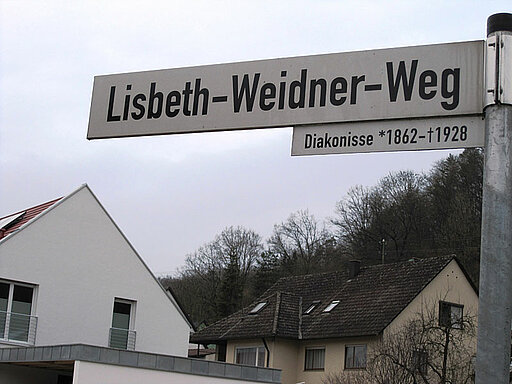 Lisbeth-Weidner-Weg
Diakonisse *1862-†1928